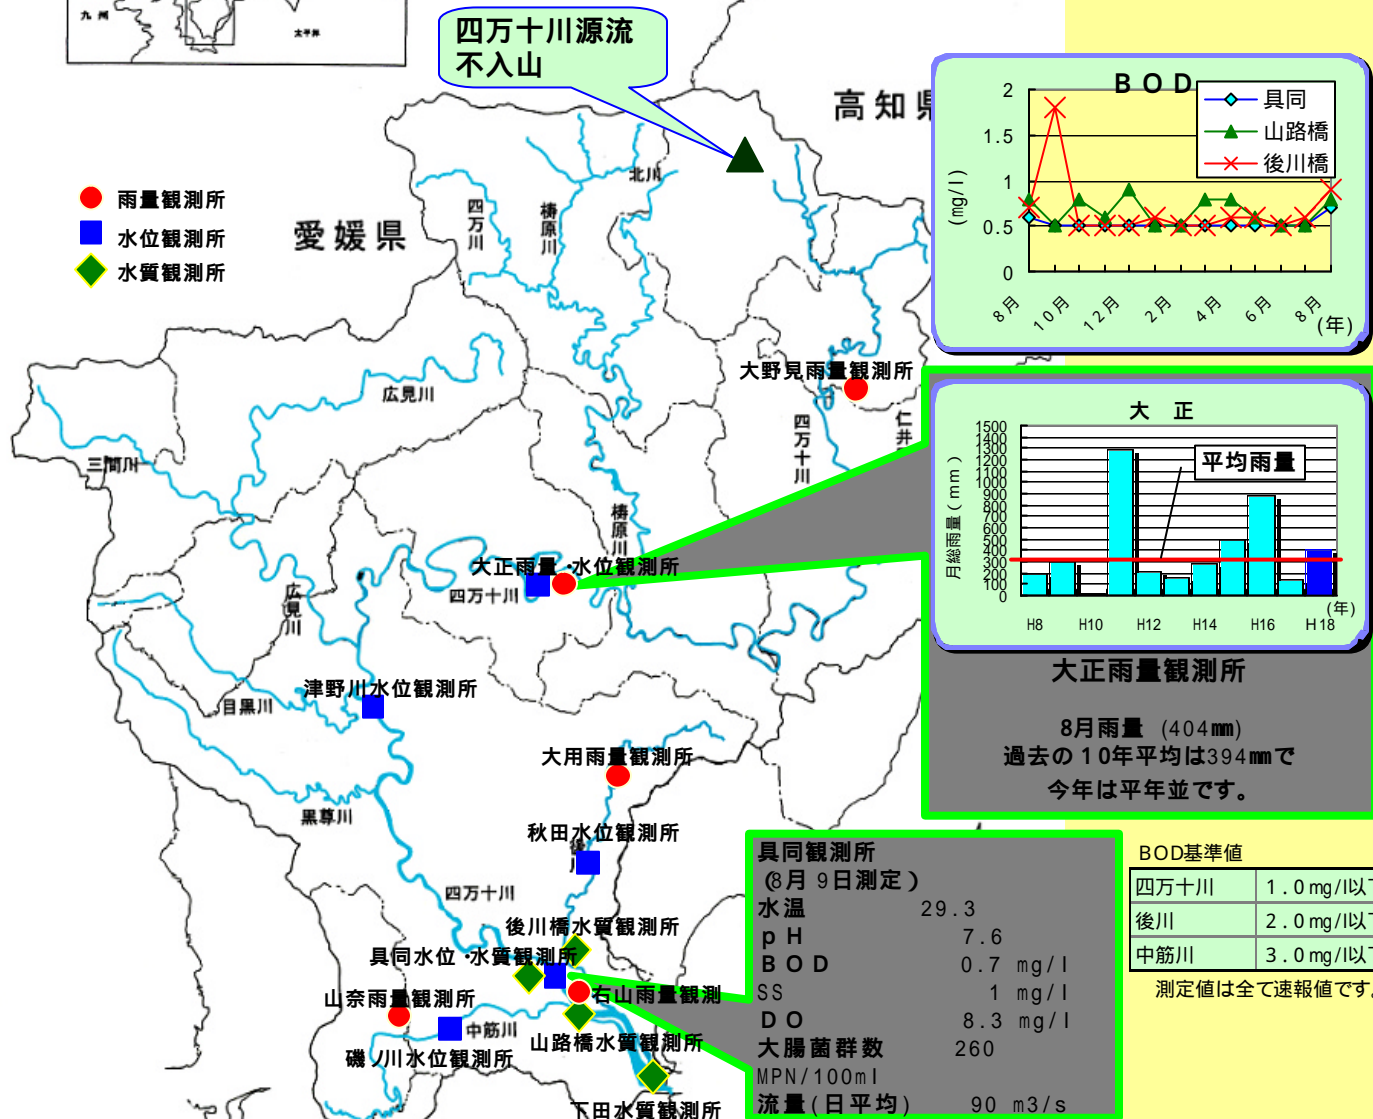 九州
太平洋
四万十川源流
不入山
高知県
愛媛県
雨量観測所
水位観測所
水質観測所
四万川
梼原川
北川
広見川
三間川
大野見雨量観測所
四万十川
仁井
梼原川
大正雨量・水位観測所
四万十川
広見川
津野川水位観測所
目黒川
黒尊川
大用雨量観測所
秋田水位観測所
後川
四万十川
後川橋水質観測所
具同水位・水質観測所
山奈雨量観測所
右山雨量観測
中筋川
山路橋水質観測所
磯ノ川水位観測所
下田水質観測所
BOD
具同
山路橋
後川橋
(mg/l)
2
1.5
1
0.5
0
8月 10月 12月 2月 4月 6月 8月
(年)
大 正
平均雨量
月総雨量(mm)
1500
1400
1300
1200
1100
1000
900
800
700
600
500
400
300
200
100
0
H8 H10 H12 H14 H16 H18
(年)
大正雨量観測所
8月雨量 (404mm)
過去の10年平均は394mmで
今年は平年並です。
具同観測所
(8月 9日測定)
水温 29.3
pH 7.6
BOD 0.7 mg/l
SS 1 mg/l
DO 8.3 mg/l
大腸菌群数 260
MPN/100ml
流量(日平均) 90 m3/s
BOD基準値
四万十川 1.0mg/l以下
後川 2.0mg/l以下
中筋川 3.0mg/l以下
測定値は全て速報値です。